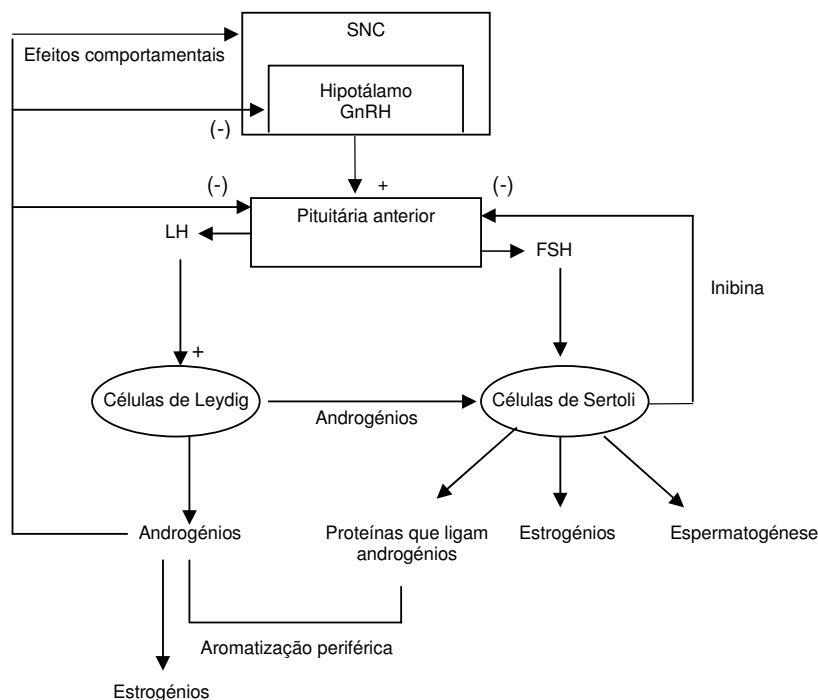 SNC
Efeitos comportamentais
Hipotálamo
GnRH
(-)
+
(-)
(-)
Pituitária anterior
LH
FSH
Inibina
+
Células de Leydig
Células de Sertoli
Androgénios
Androgénios
Proteínas que ligam
androgénios
Estrogénios
Espermatogénese
Aromatização periférica
Estrogénios